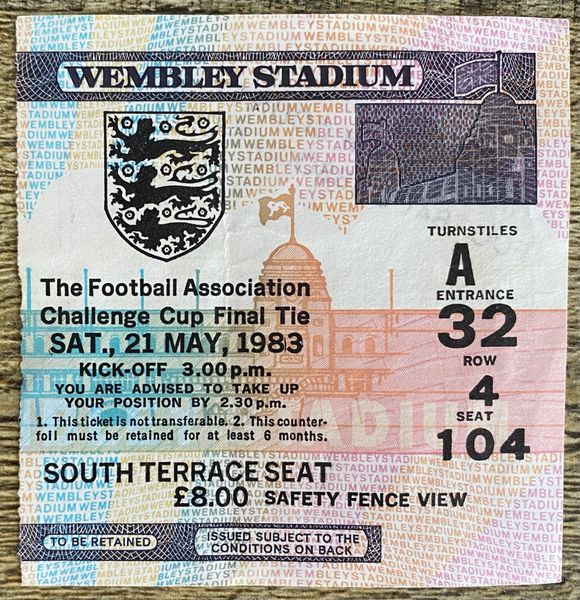 WEMBLEY STADIUM
The Football Association
Challenge Cup Final Tie
SAT., 21 MAY, 1983
KICK-OFF 3.00 p.m.
YOU ARE ADVISED TO TAKE UP
YOUR POSITION BY 2.30 p.m.
1. This ticket is not transferable. 2. This counter-
foil must be retained for at least 6 months.
TURNSTILES
A
ENTRANCE
32
ROW
4
SEAT
104
STADIUM
SOUTH TERRACE SEAT
£8.00 SAFETY FENCE VIEW
TO BE RETAINED
ISSUED SUBJECT TO THE
CONDITIONS ON BACK